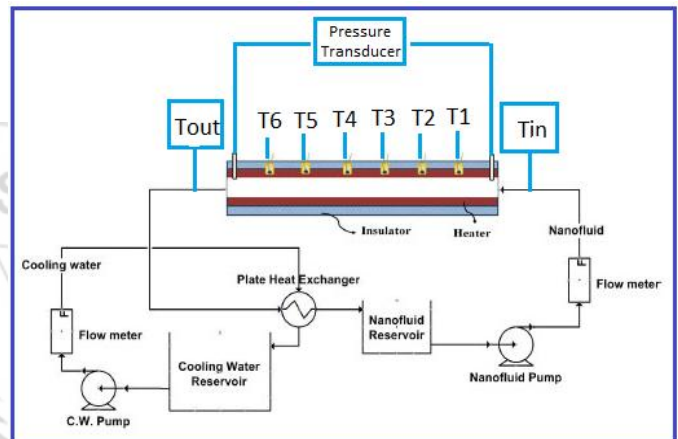 Pressure
Transducer
Tout
T6
T5
T4
T3
T2
T1
Tin
Insulator
Heater
Nanofluid
Cooling water
Plate Heat Exchanger
F
Flow meter
F
Flow meter
Nanofluid
Reservoir
Cooling Water
Reservoir
Nanofluid Pump
C.W. Pump